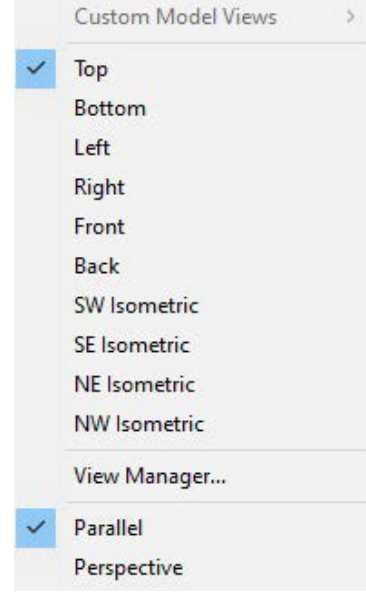 Custom Model Views
Top
Bottom
Left
Right
Front
Back
SW Isometric
SE Isometric
NE Isometric
NW Isometric
View Manager...
Parallel
Perspective